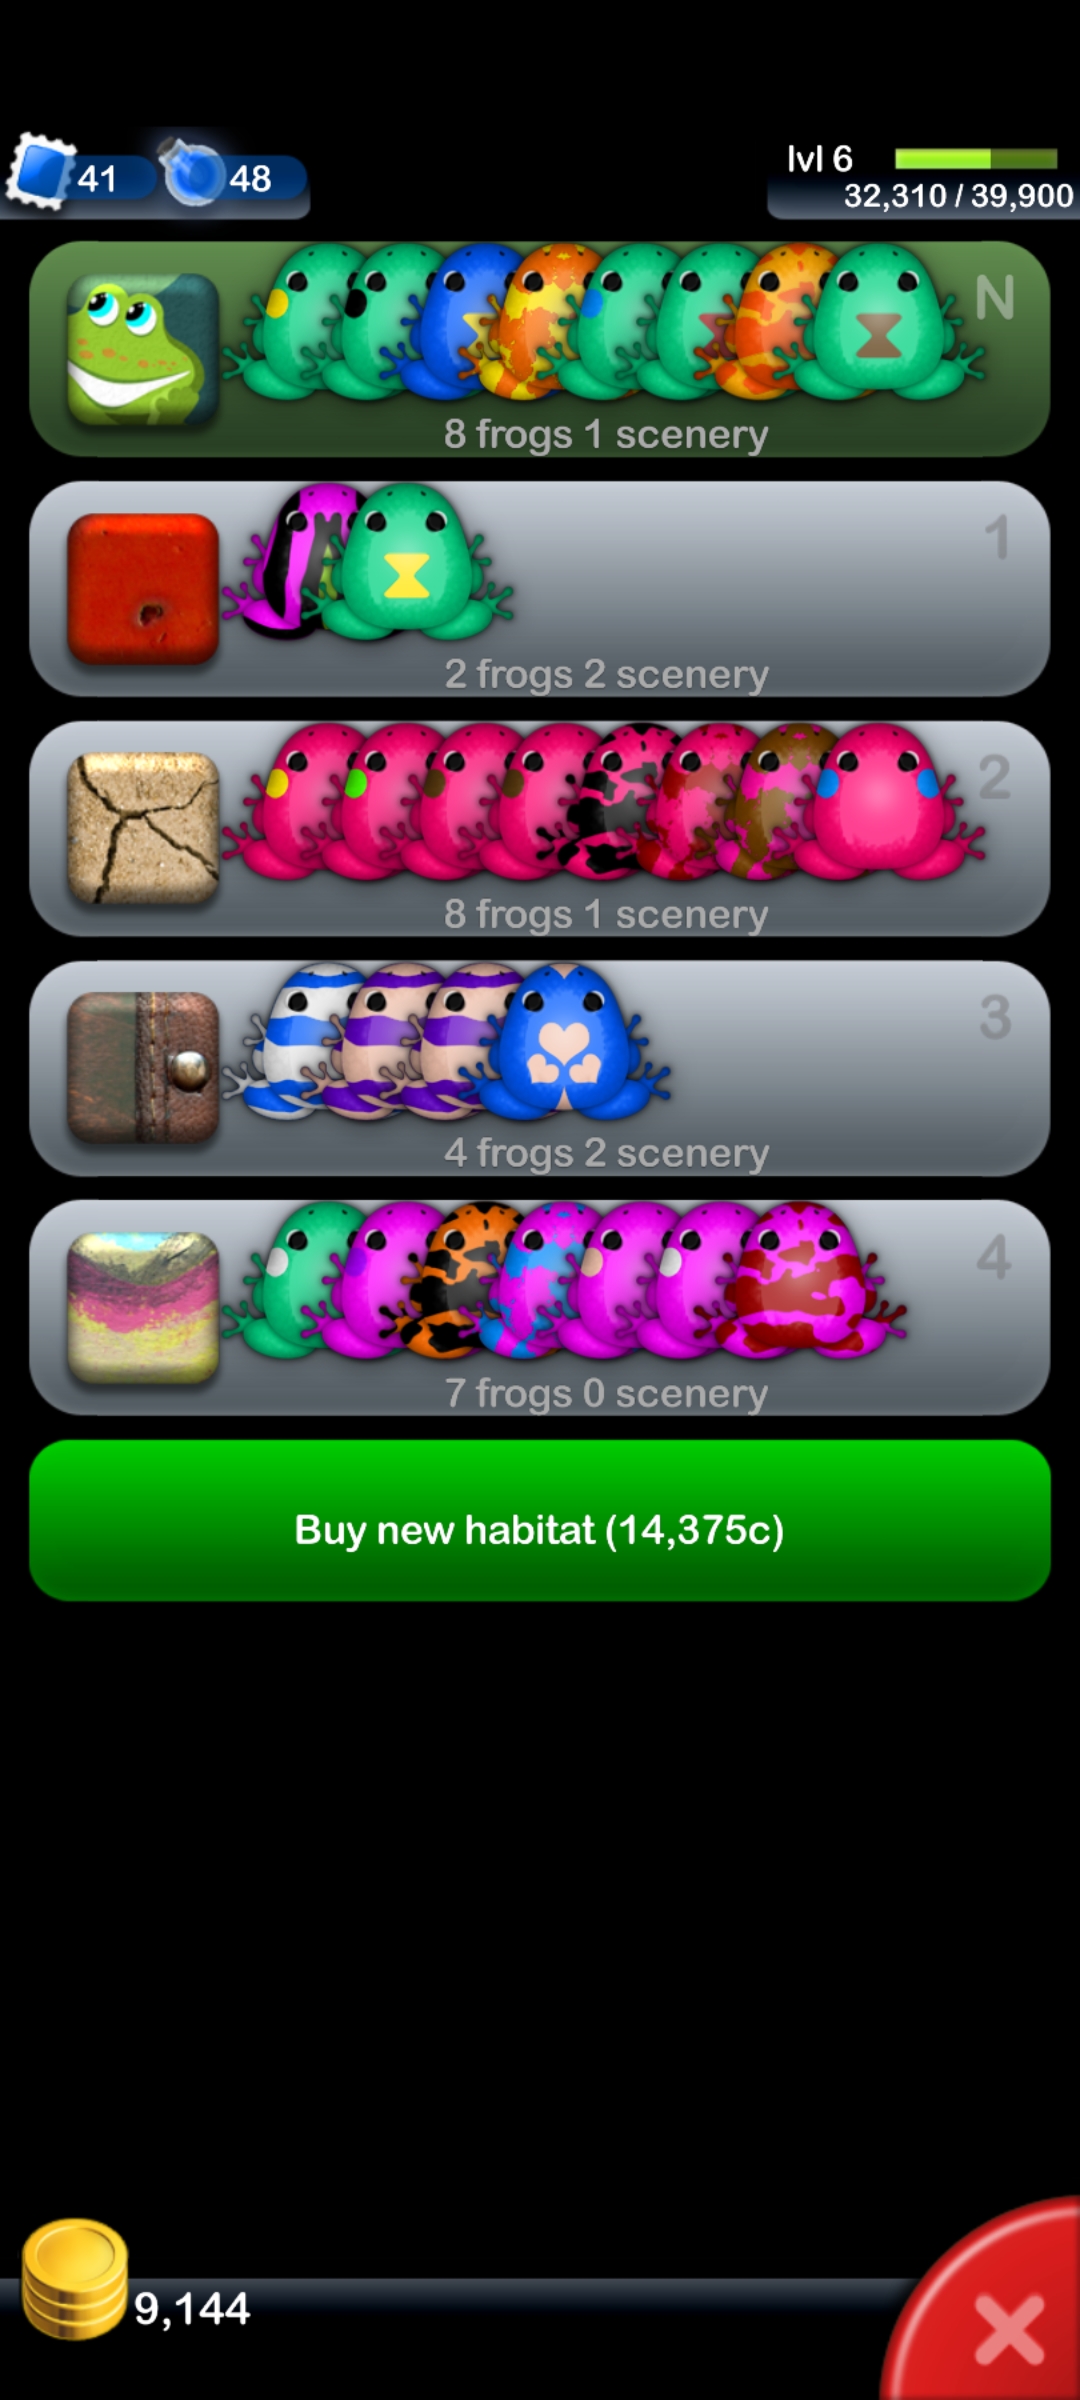 41
48
lvl 6
32,310 / 39,900
N
8 frogs 1 scenery
1
2 frogs 2 scenery
2
8 frogs 1 scenery
3
4 frogs 2 scenery
4
7 frogs 0 scenery
Buy new habitat (14,375c)
9,144